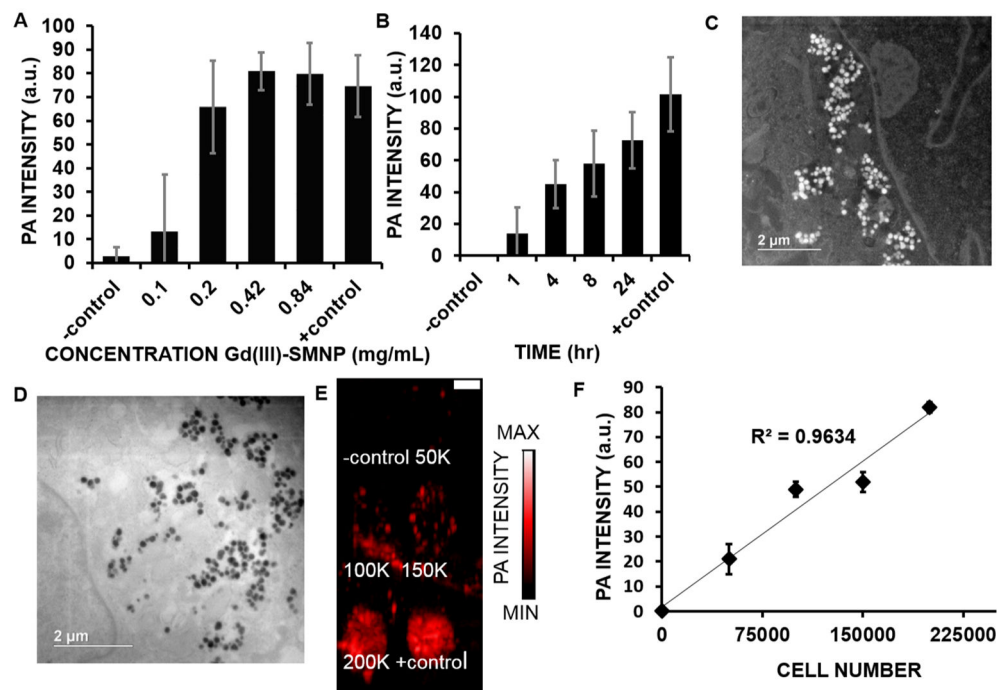 A
PA INTENSITY (a.u.)
100
90
80
70
60
50
40
30
20
10
0
-control
0.1
0.2
0.42
0.84
+control
CONCENTRATION Gd(III)-SMNP (mg/mL)
B
PA INTENSITY (a.u.)
140
120
100
80
60
40
20
0
-control
1
4
8
24
+control
TIME (hr)
C
2 µm
D
2 µm
E
-control 50K
100K 150K
200K +control
MAX
PA INTENSITY
MIN
F
PA INTENSITY (a.u.)
90
80
70
60
50
40
30
20
10
0
R² = 0.9634
0 75000 150000 225000
CELL NUMBER